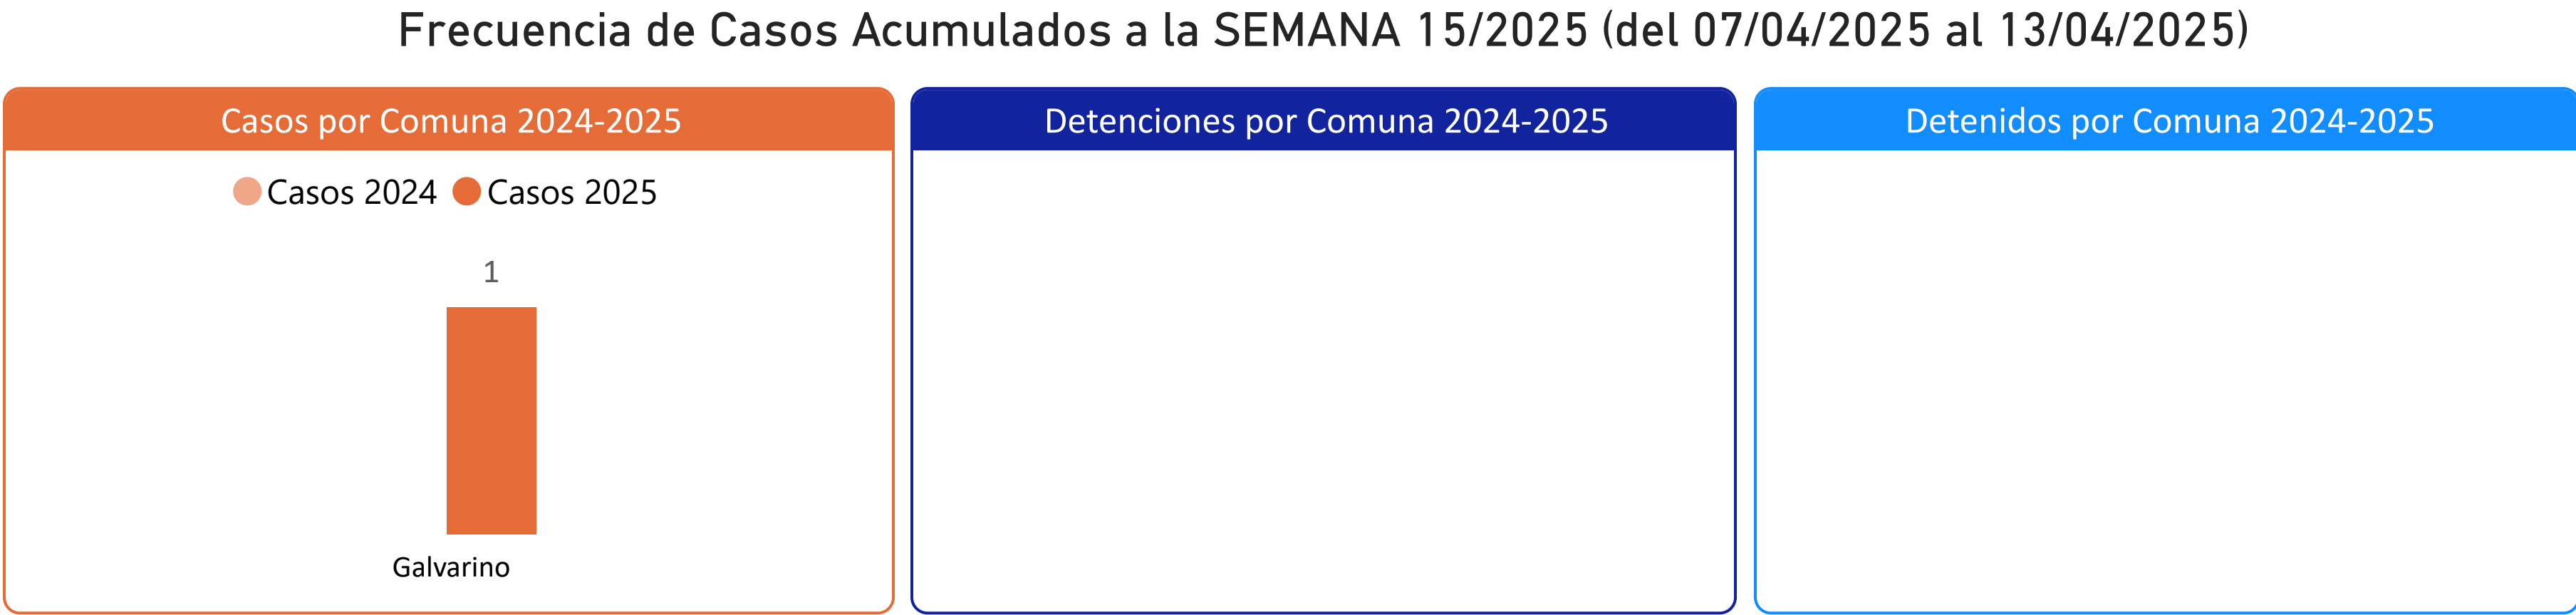 Frecuencia de Casos Acumulados a la SEMANA 15/2025 (del 07/04/2025 al 13/04/2025)
Casos por Comuna 2024-2025
Casos 2024 Casos 2025
1
Galvarino
Detenciones por Comuna 2024-2025
Detenidos por Comuna 2024-2025